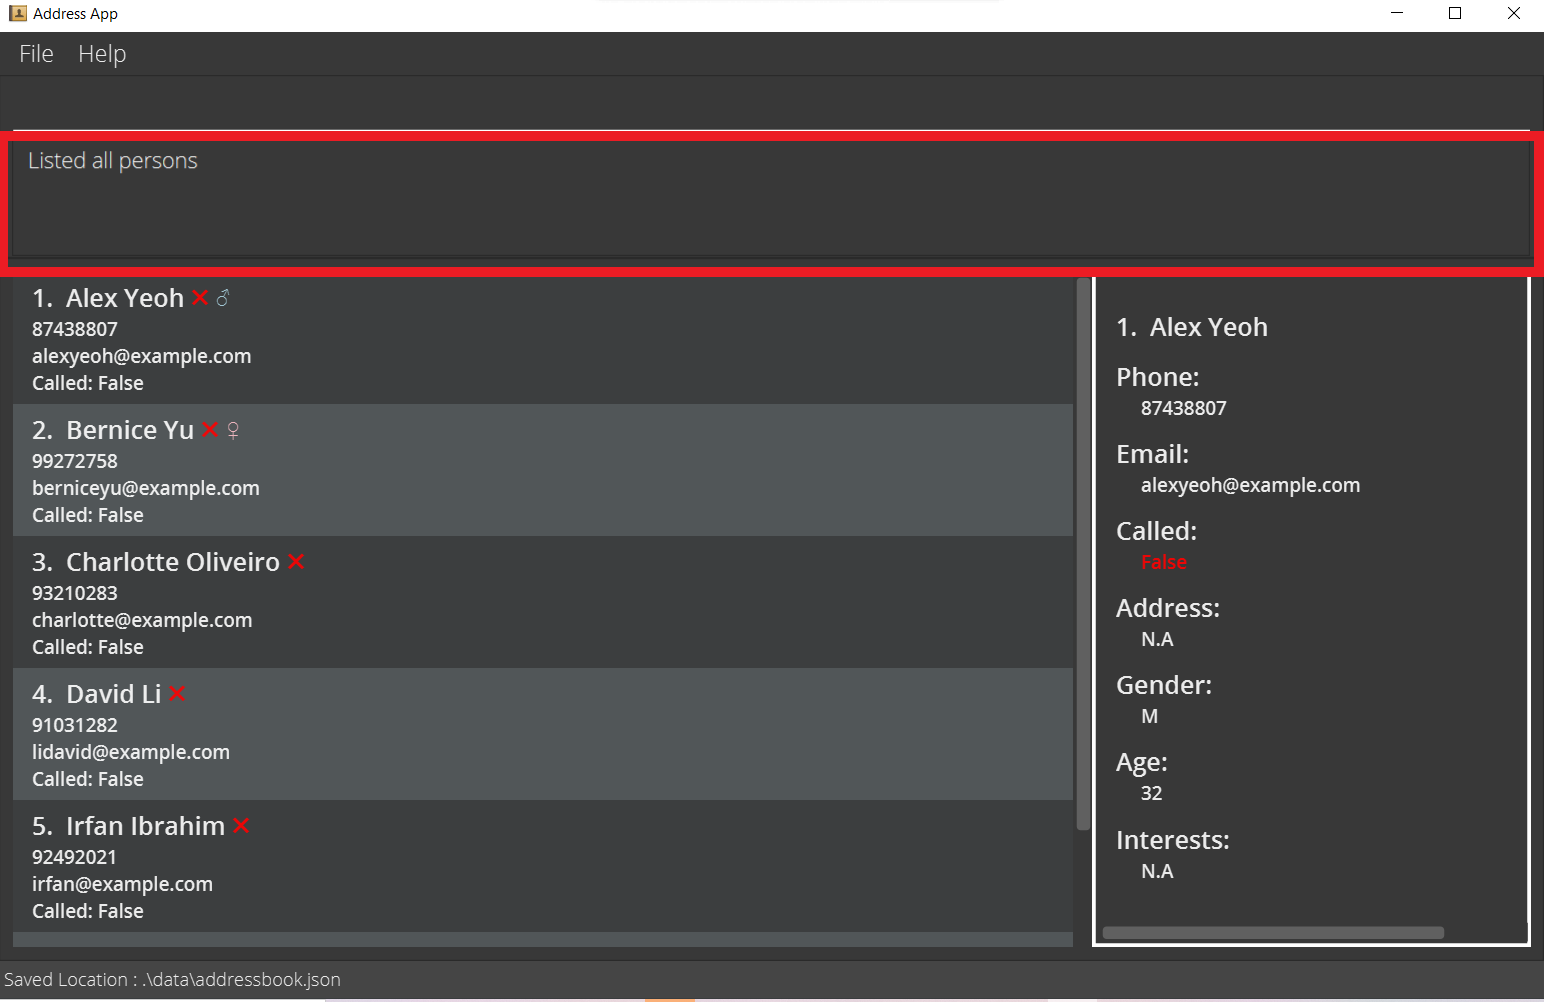 Address App
File Help
Listed all persons
1. Alex Yeoh
87438807
alexyeoh@example.com
Called: False
2. Bernice Yu
99272758
berniceyu@example.com
Called: False
3. Charlotte Oliveiro
93210283
charlotte@example.com
Called: False
4. David Li
91031282
lidavid@example.com
Called: False
5. Irfan Ibrahim
92492021
irfan@example.com
Called: False
1. Alex Yeoh
Phone:
87438807
Email:
alexyeoh@example.com
Called:
False
Address:
N.A
Gender:
M
Age:
32
Interests:
N.A
Saved Location : .\data\addressbook.json